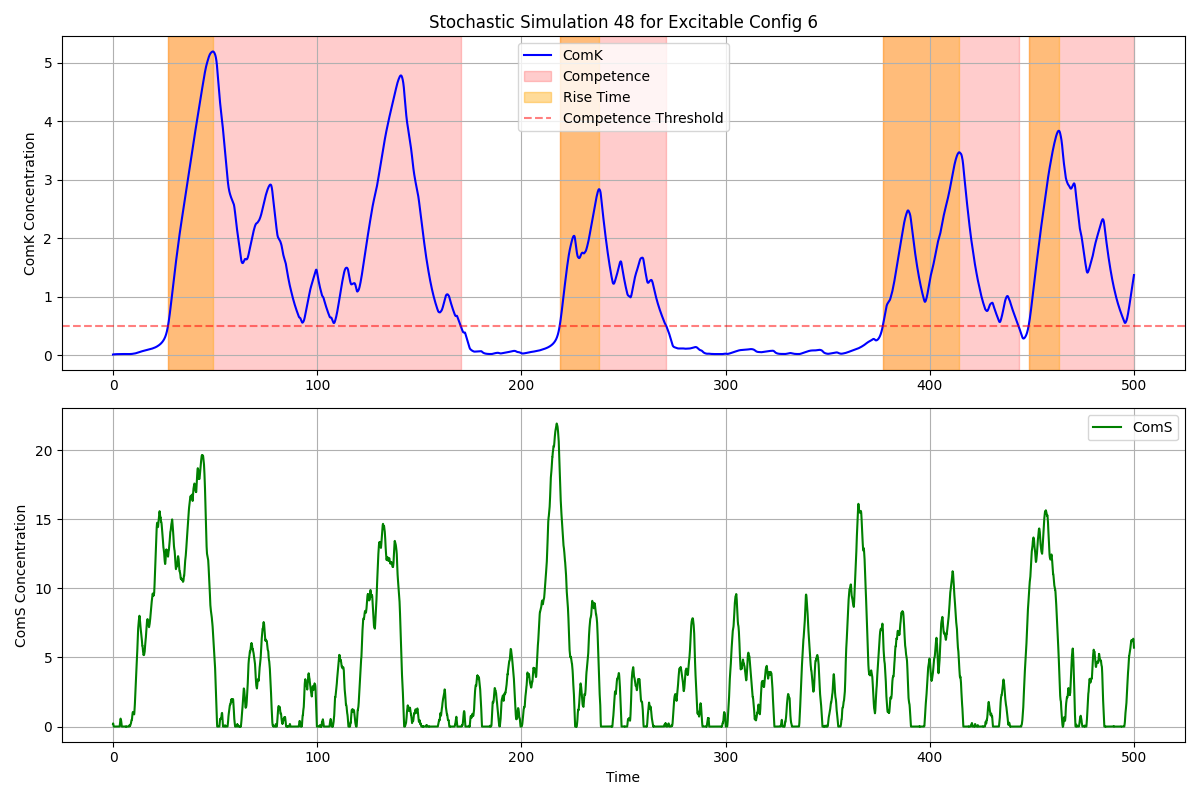 Stochastic Simulation 48 for Excitable Config 6
ComK Concentration
5
4
3
2
1
0
ComK
Competence
Rise Time
Competence Threshold
0 100 200 300 400 500
ComS Concentration
20
15
10
5
0
ComS
0 100 200 300 400 500
Time